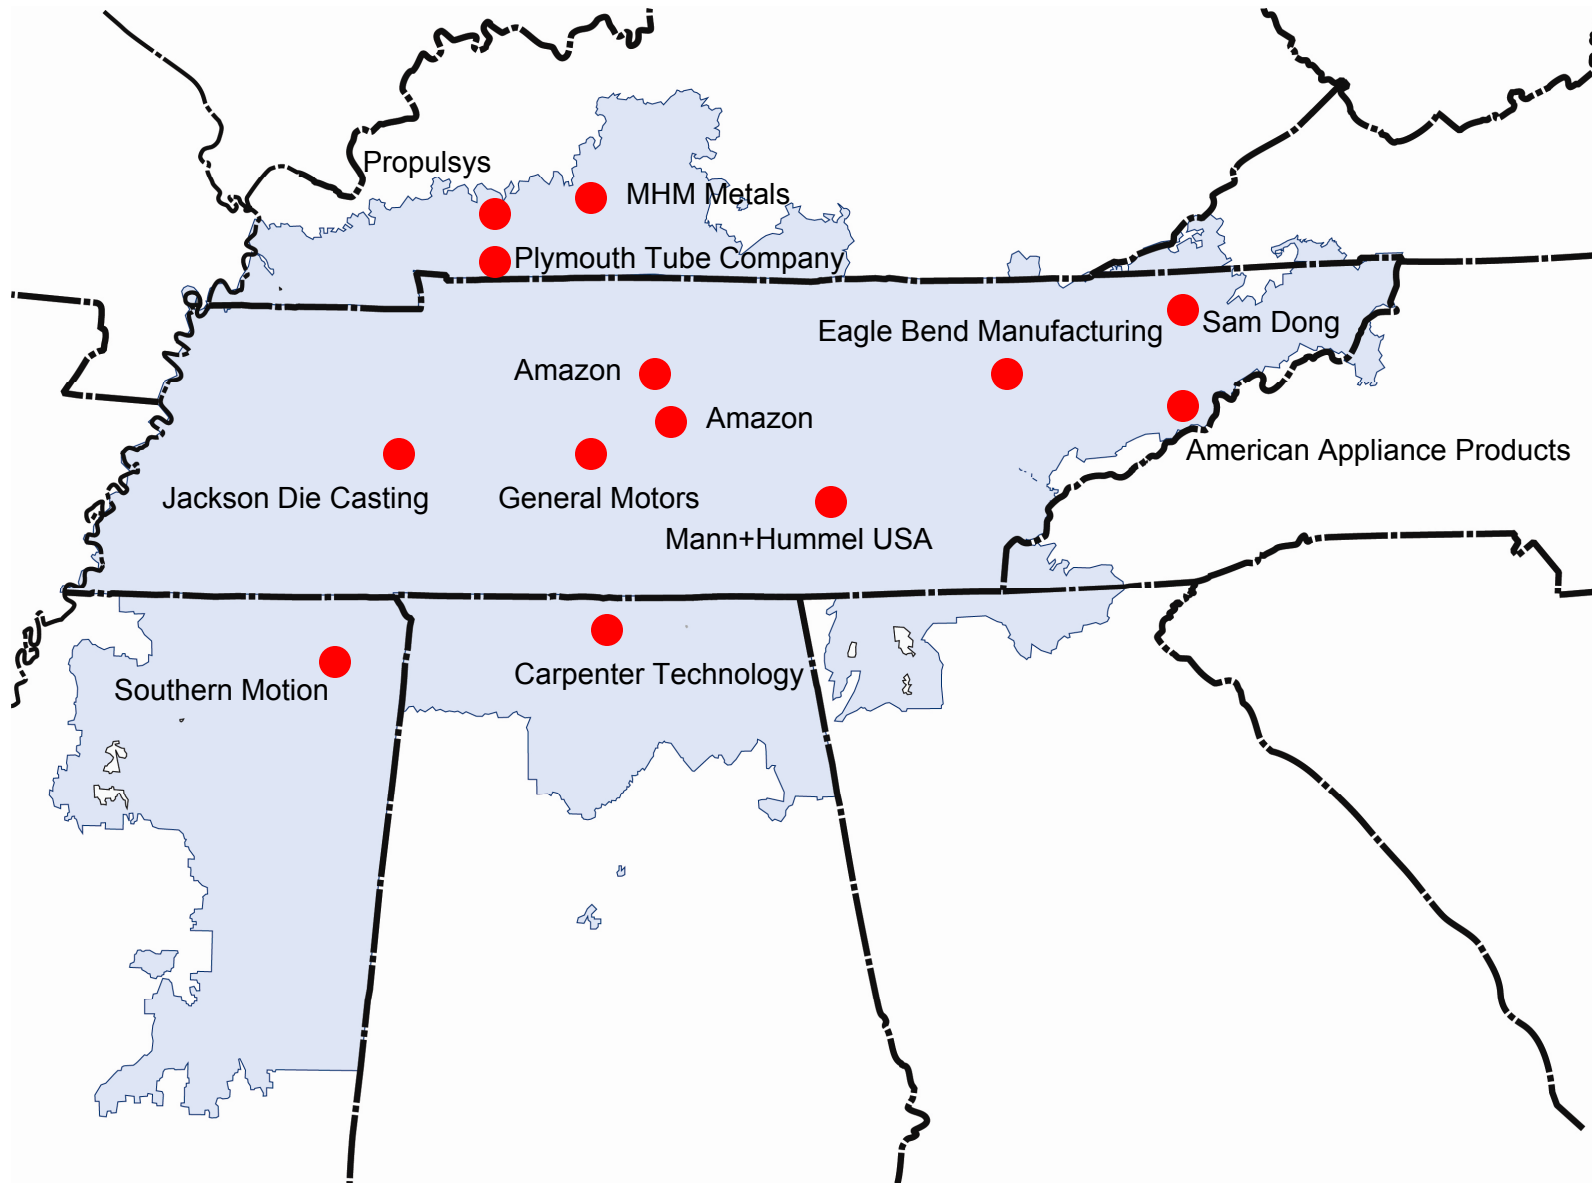 Propulsys
MHM Metals
Plymouth Tube Company
Sam Dong
Eagle Bend Manufacturing
Amazon
Amazon
American Appliance Products
Jackson Die Casting
General Motors
Mann+Hummel USA
Carpenter Technology
Southern Motion